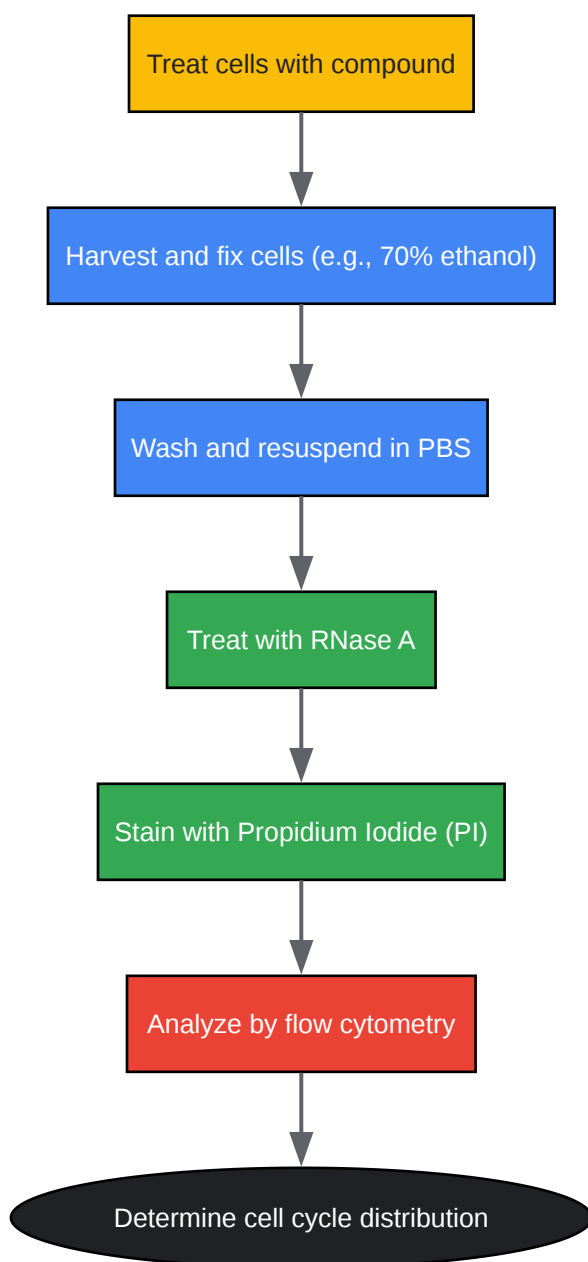 Treat cells with compound
Harvest and fix cells (e.g., 70% ethanol)
Wash and resuspend in PBS
Treat with RNase A
Stain with Propidium Iodide (PI)
Analyze by flow cytometry
Determine cell cycle distribution